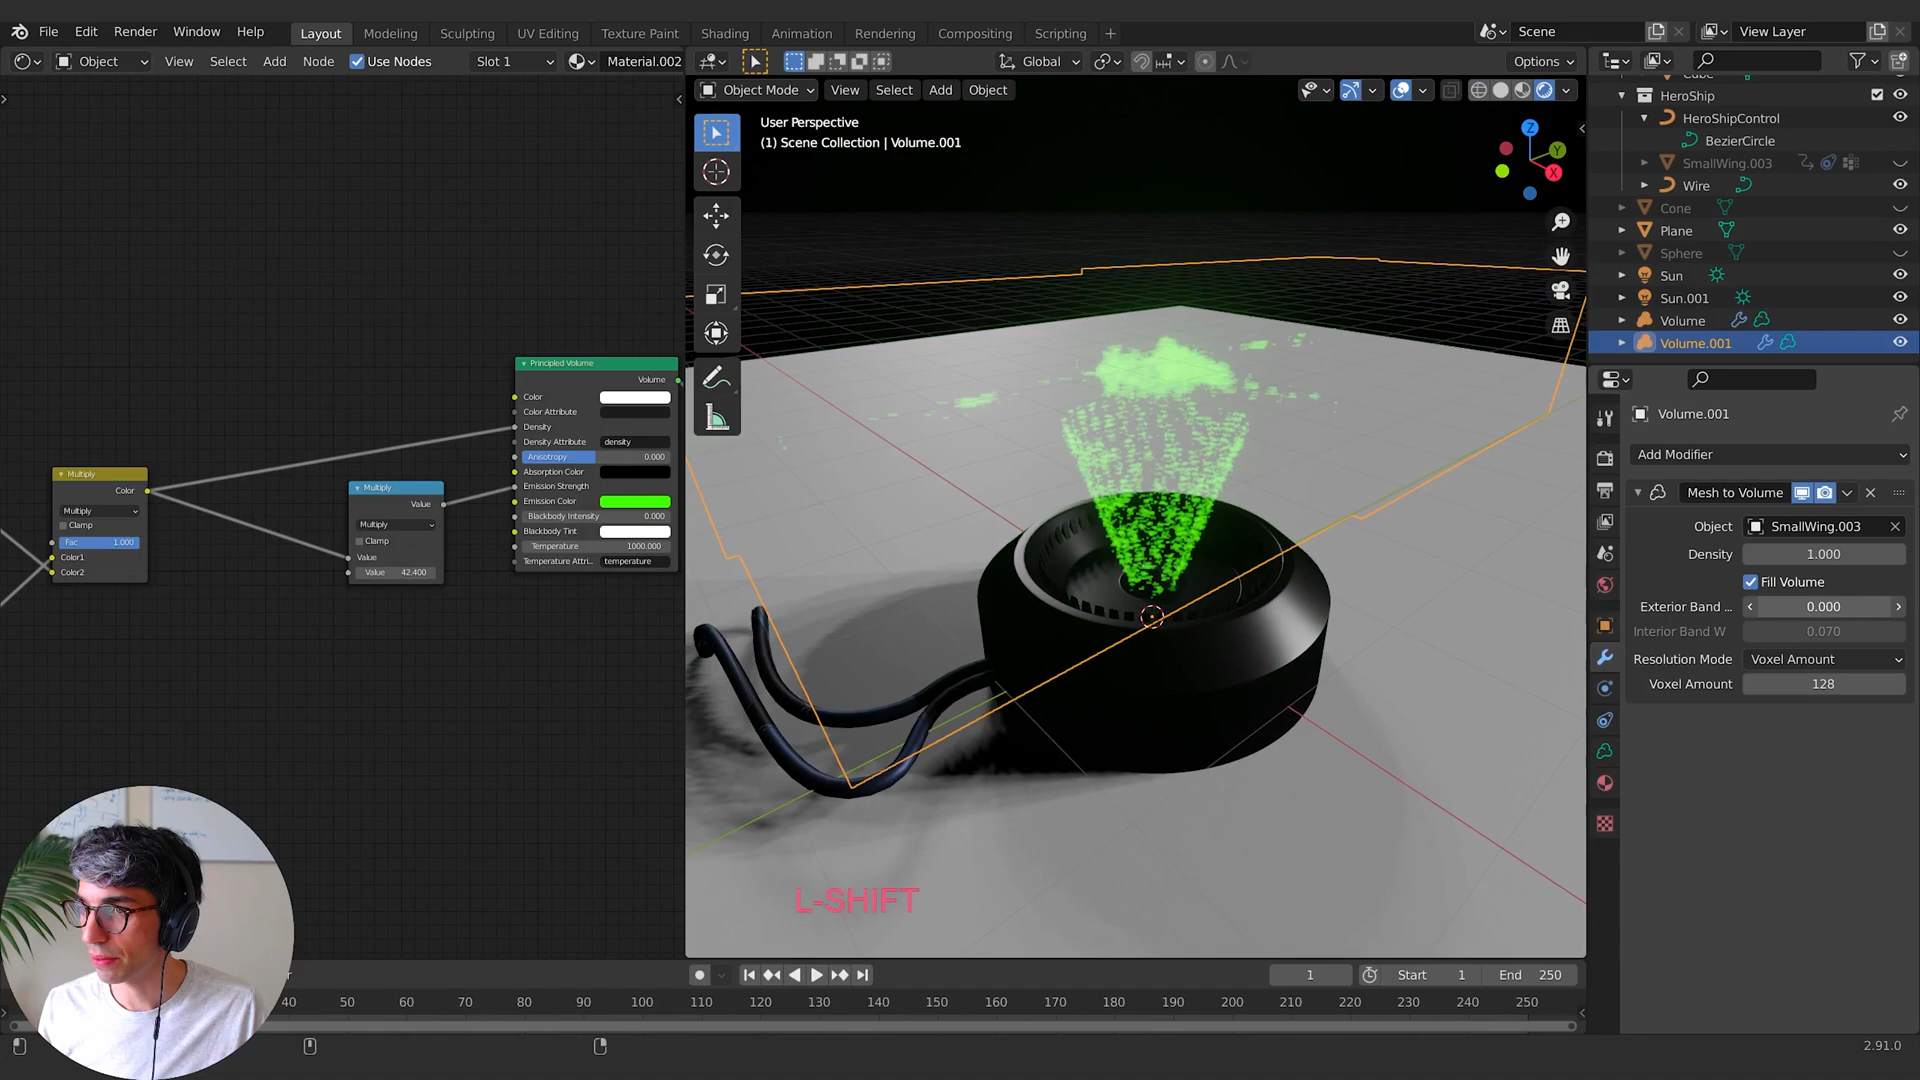 File Edit Render Window Help Layout Modeling Sculpting UV Editing Texture Paint Shading Animation Rendering Compositing Scripting + Scene View Layer
Object View Select Add Node Use Nodes Slot 1 Material.002 Global Options
Object Mode View Select Add Object
User Perspective
(1) Scene Collection | Volume.001
Z
Y
X
HeroShip
HeroShipControl
BezierCircle
SmallWing.003
Wire
Cone
Plane
Sphere
Sun
Sun.001
Volume
Volume.001
Volume.001
Add Modifier
Mesh to Volume
Object SmallWing.003
Density 1.000
Fill Volume
Exterior Band ... 0.000
Interior Band W 0.070
Resolution Mode Voxel Amount
Voxel Amount 128
Principled Volume
Volume
Color
Color Attribute
Density
Density Attribute density
Anisotropy 0.000
Absorption Color
Emission Strength
Emission Color
Blackbody Intensity 0.000
Blackbody Tint
Temperature 1000.000
Temperature Attri.. temperature
Multiply
Color
Multiply
Clamp
Fac 1.000
Color1
Color2
Multiply
Value
Multiply
Clamp
Value
Value 42.400
L-SHIFT
1 Start 1 End 250
40 50 60 70 80 90 100 110 120 130 140 150 160 170 180 190 200 210 220 230 240 250
2.91.0